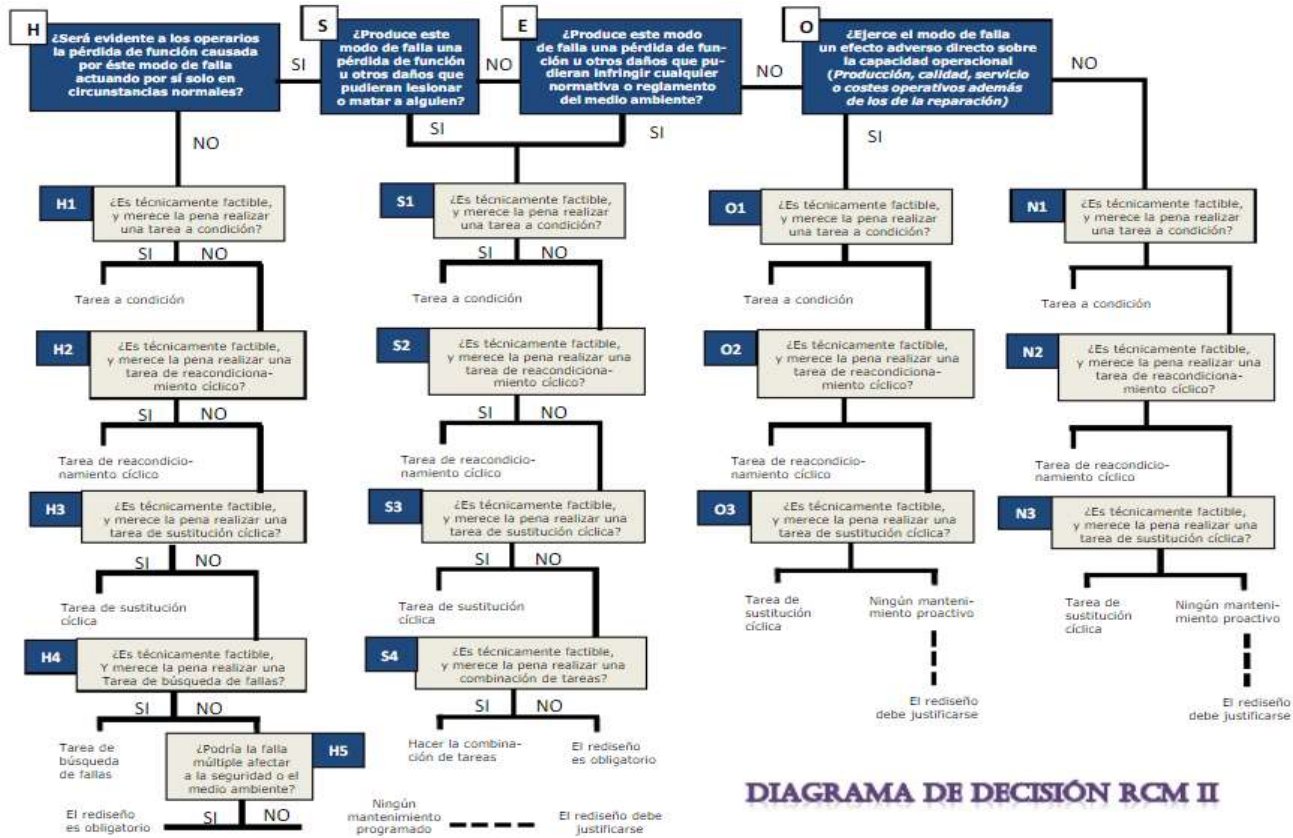 H
¿Será evidente a los operarios
la pérdida de función causada
por éste modo de falla
actuando por sí solo en
circunstancias normales?
SI
NO
S
¿Produce este
modo de falla una
pérdida de función
u otros daños que
pudieran lesionar
o matar a alguien?
NO
SI
E
¿Produce este modo
de falla una pérdida de fun-
ción u otros daños que pu-
dieran infringir cualquier
normativa o reglamento
del medio ambiente?
NO
SI
O
¿Ejerce el modo de falla
un efecto adverso directo sobre
la capacidad operacional
(Producción, calidad, servicio
o costes operativos además
de los de la reparación)
NO
SI
H1
¿Es técnicamente factible,
y merece la pena realizar
una tarea a condición?
SI NO
Tarea a condición
H2
¿Es técnicamente factible,
y merece la pena realizar una
tarea de reacondiciona-
miento cíclico?
SI NO
Tarea de reacondicio-
namiento cíclico
H3
¿Es técnicamente factible,
y merece la pena realizar una
tarea de sustitución cíclica?
SI NO
Tarea de sustitución
cíclica
H4
¿Es técnicamente factible,
Y merece la pena realizar una
Tarea de búsqueda de fallas?
SI NO
Tarea de
búsqueda
de fallas
H5
¿Podría la falla
múltiple afectar
a la seguridad o el
medio ambiente?
SI NO
El rediseño
es obligatorio
Ningún
mantenimiento
programado
El rediseño debe
justificarse
S1
¿Es técnicamente factible,
y merece la pena realizar
una tarea a condición?
SI NO
Tarea a condición
S2
¿Es técnicamente factible,
y merece la pena realizar una
tarea de reacondiciona-
miento cíclico?
SI NO
Tarea de reacondicio-
namiento cíclico
S3
¿Es técnicamente factible,
y merece la pena realizar una
tarea de sustitución cíclica?
SI NO
Tarea de sustitución
cíclica
S4
¿Es técnicamente factible,
y merece la pena realizar una
combinación de tareas?
SI NO
Hacer la combina-
ción de tareas
El rediseño
es obligatorio
O1
¿Es técnicamente factible,
y merece la pena realizar
una tarea a condición?
Tarea a condición
O2
¿Es técnicamente factible,
y merece la pena realizar una
tarea de reacondiciona-
miento cíclico?
Tarea de reacondicio-
namiento cíclico
O3
¿Es técnicamente factible,
y merece la pena realizar una
tarea de sustitución cíclica?
Tarea de
sustitución
cíclica
Ningún manteni-
miento proactivo
El rediseño
debe justificarse
N1
¿Es técnicamente factible,
y merece la pena realizar
una tarea a condición?
Tarea a condición
N2
¿Es técnicamente factible,
y merece la pena realizar una
tarea de reacondiciona-
miento cíclico?
Tarea de reacondicio-
namiento cíclico
N3
¿Es técnicamente factible,
y merece la pena realizar una
tarea de sustitución cíclica?
Tarea de
sustitución
cíclica
Ningún manteni-
miento proactivo
El rediseño
debe justificarse
DIAGRAMA DE DECISIÓN RCM II